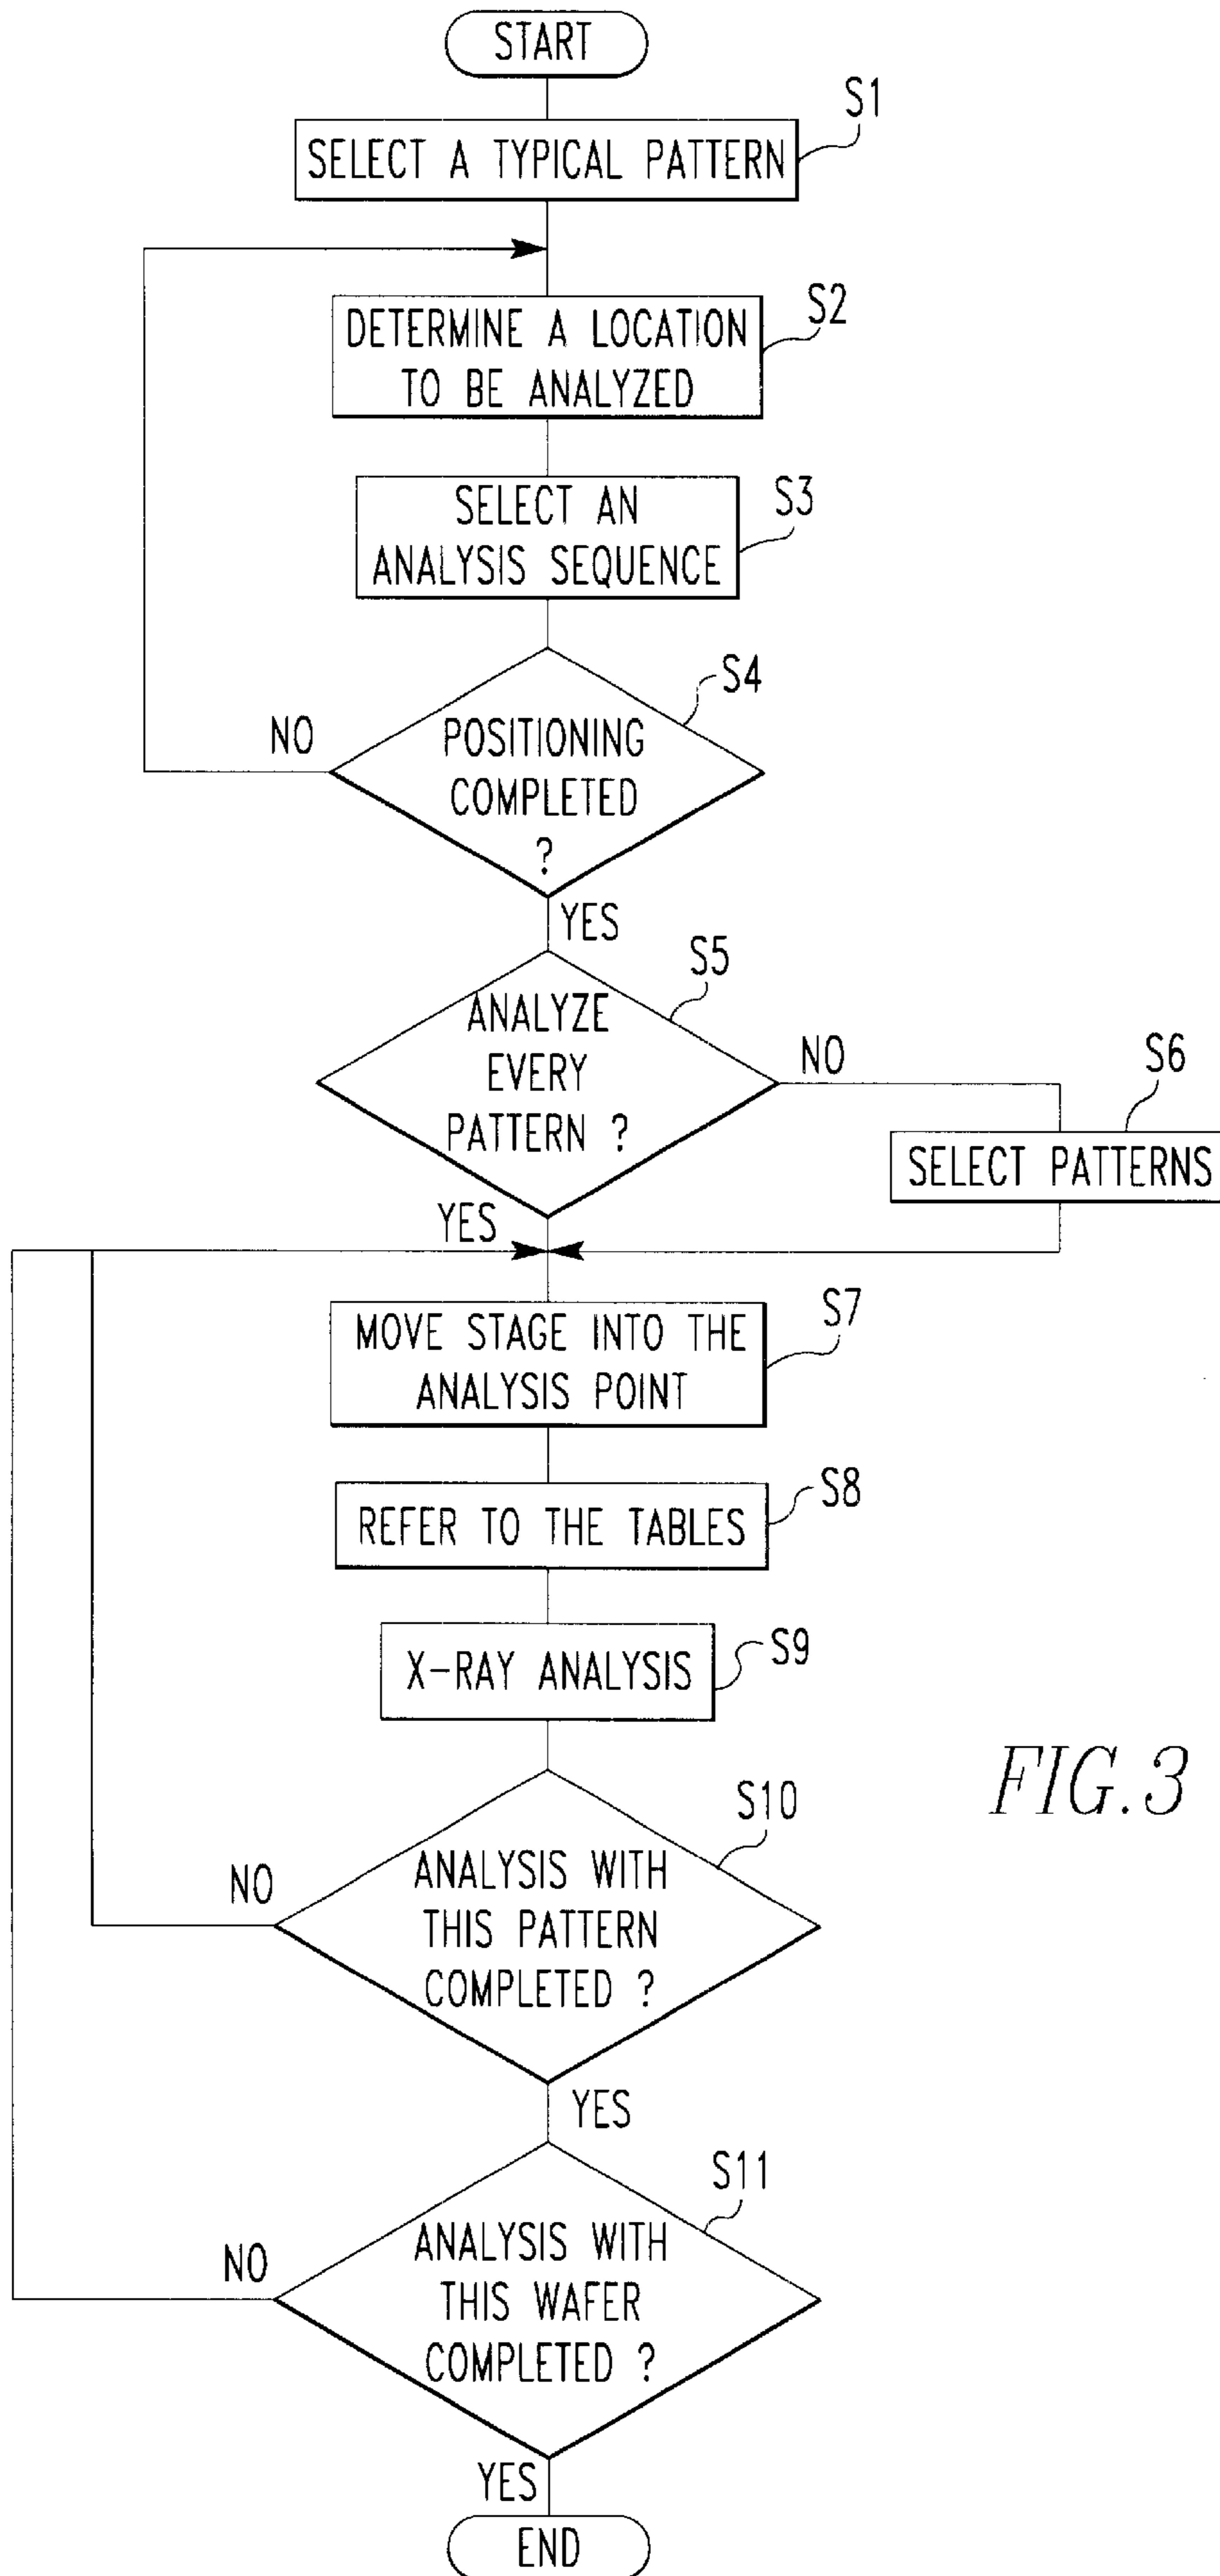 START
S1
SELECT A TYPICAL PATTERN
S2
DETERMINE A LOCATION
TO BE ANALYZED
S3
SELECT AN
ANALYSIS SEQUENCE
S4
NO
POSITIONING
COMPLETED
?
YES
S5
ANALYZE
EVERY
PATTERN ?
NO
S6
SELECT PATTERNS
YES
S7
MOVE STAGE INTO THE
ANALYSIS POINT
S8
REFER TO THE TABLES
S9
X-RAY ANALYSIS
FIG.3
S10
NO
ANALYSIS WITH
THIS PATTERN
COMPLETED ?
YES
S11
NO
ANALYSIS WITH
THIS WAFER
COMPLETED ?
YES
END